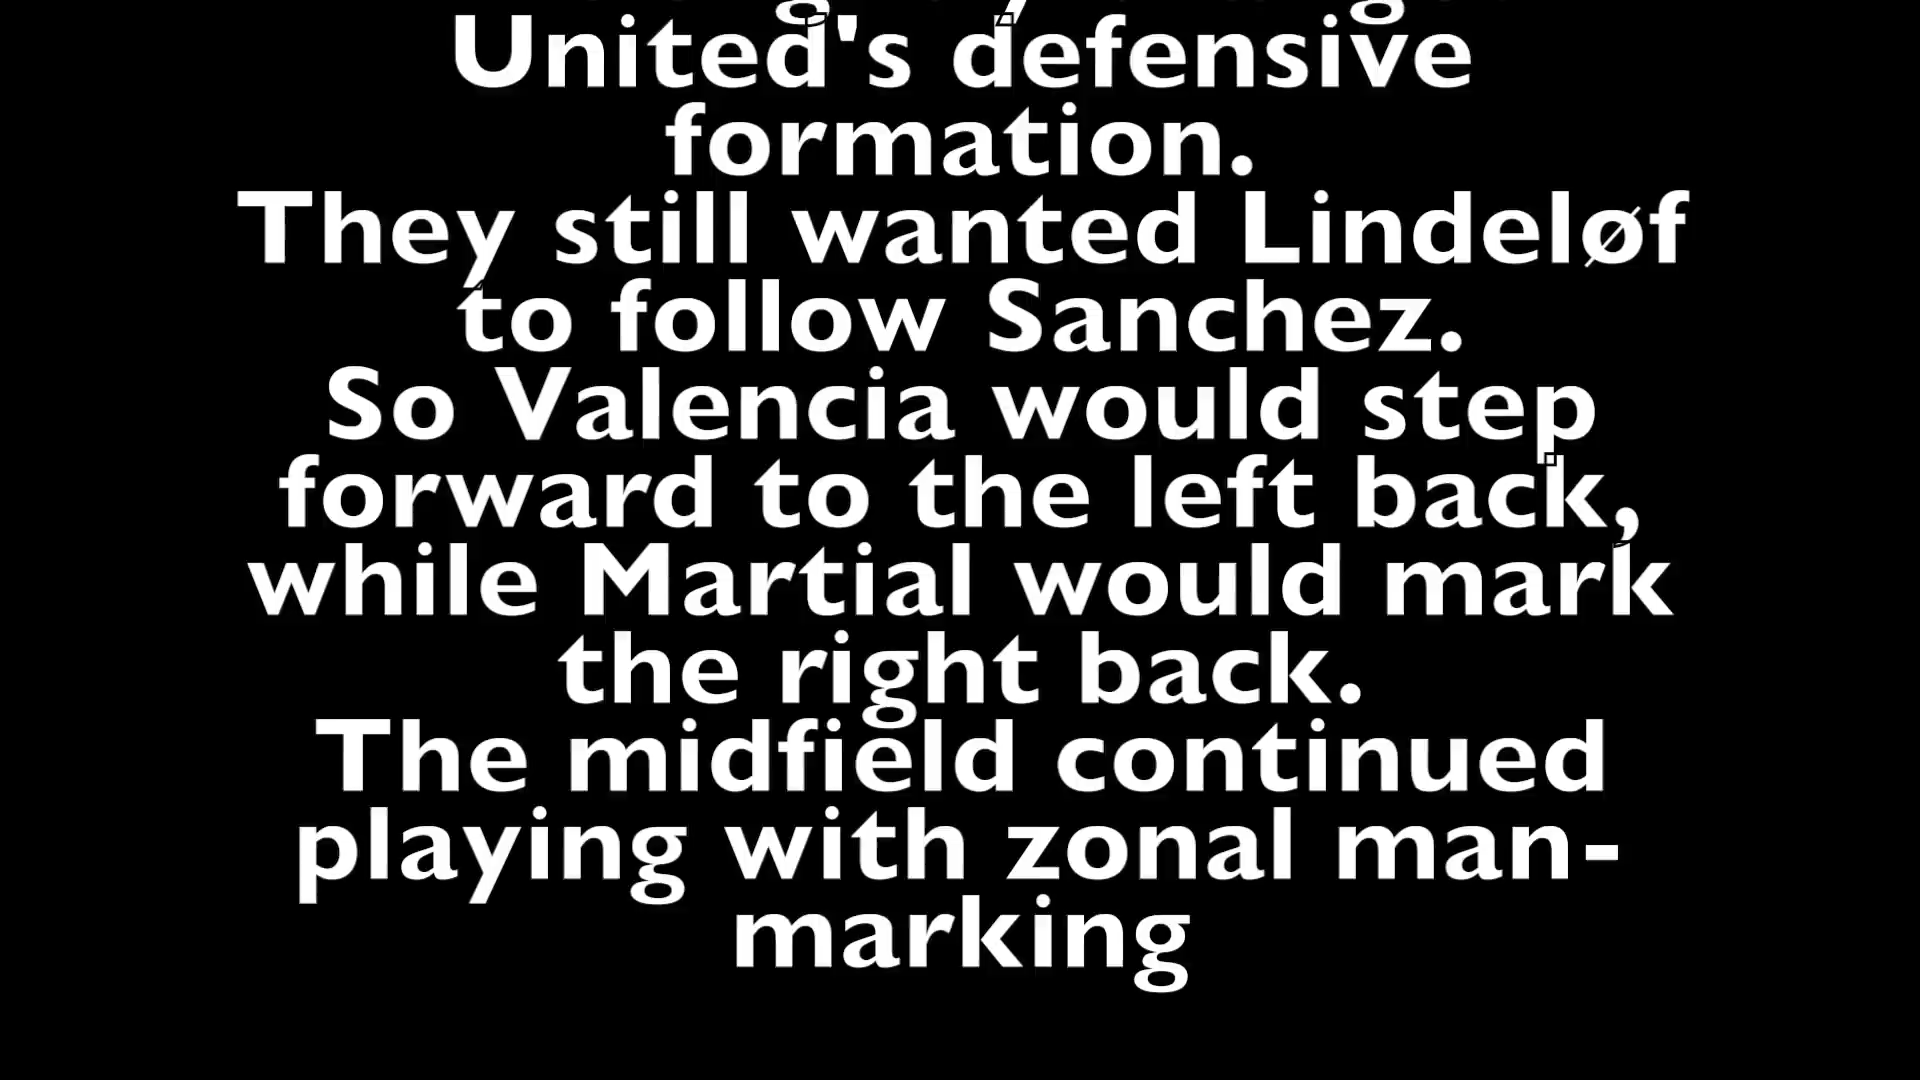 United's defensive
formation.
They still wanted Lindeløf
to follow Sanchez.
So Valencia would step
forward to the left back,
while Martial would mark
the right back.
The midfield continued
playing with zonal man-
marking